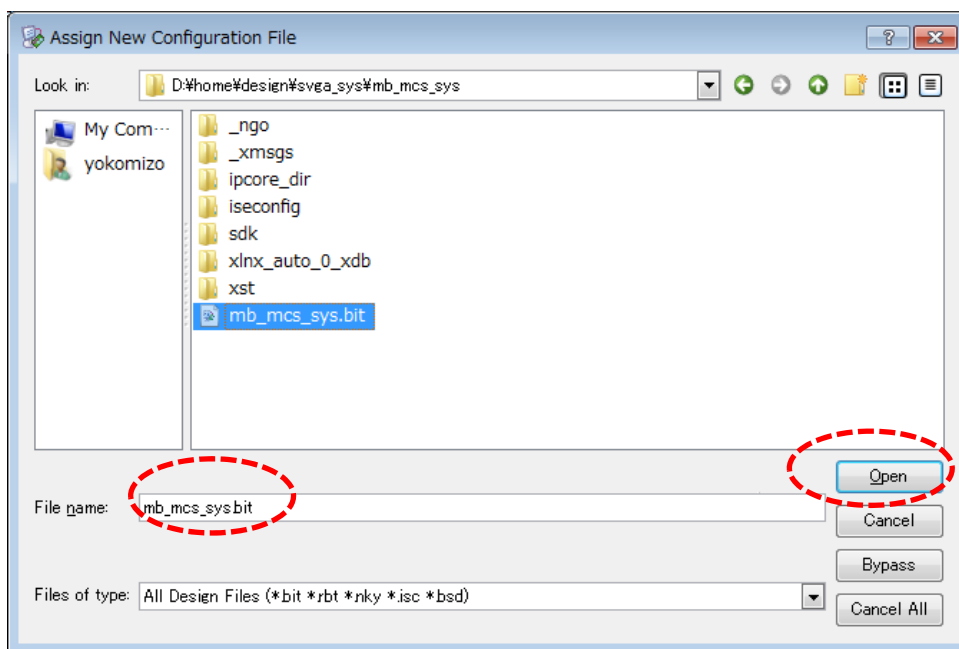 Assign New Configuration File
Look in: D:¥home¥design¥svga_sys¥mb_mcs_sys
My Com...
yokomizo
_ngo
_xmsgs
ipcore_dir
iseconfig
sdk
xlnx_auto_0_xdb
xst
mb_mcs_sys.bit
Open
File name: mb_mcs_sys.bit
Cancel
Bypass
Files of type: All Design Files (*.bit *.rbt *.nky *.isc *.bsd)
Cancel All